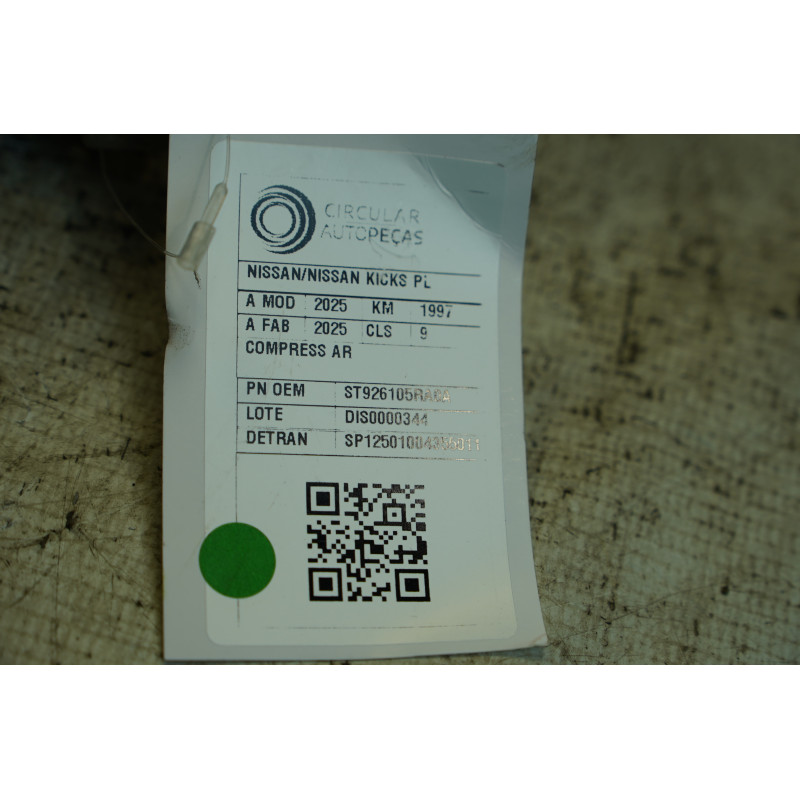 CIRCULAR
AUTOPEÇAS
NISSAN/NISSAN KICKS PL
A MOD 2025 KM 1997
A FAB 2025 CLS 9
COMPRESS AR
PN OEM
LOTE DIS0000344
DETRAN